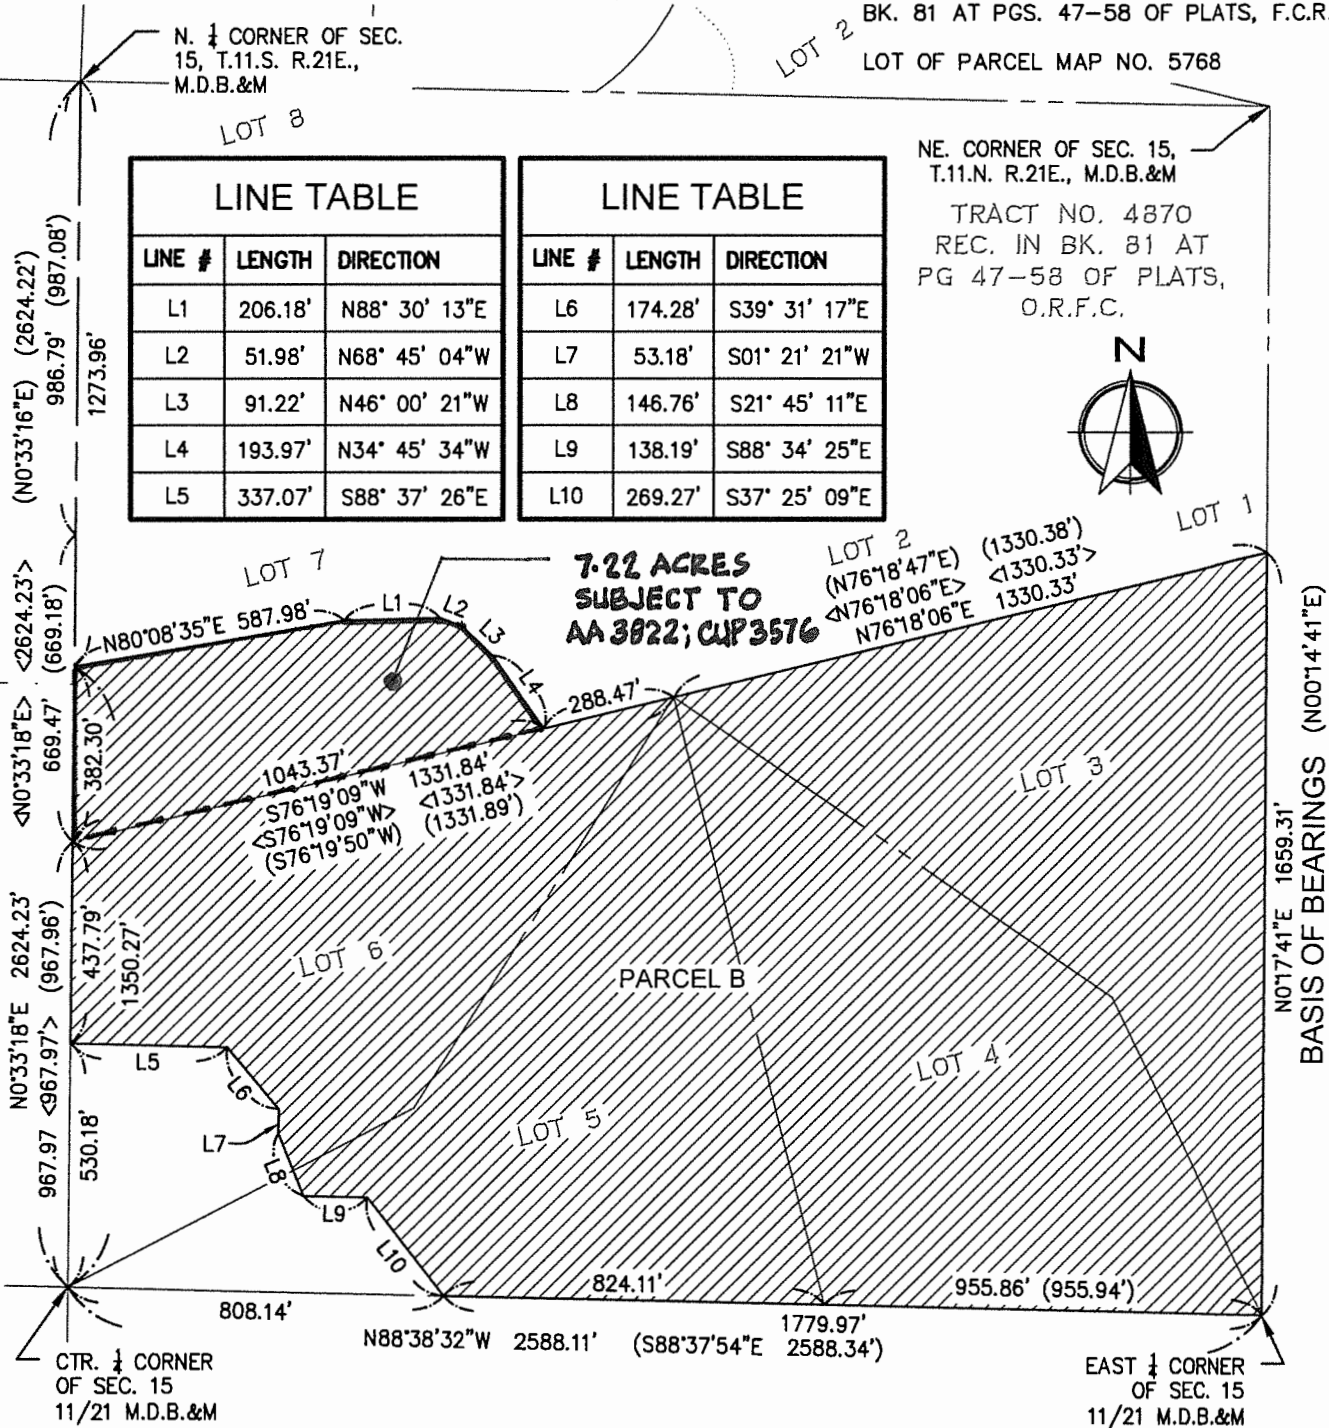 BK. 81 AT PGS. 47-58 OF PLATS, F.C.R.
LOT OF PARCEL MAP NO. 5768
N. 1/4 CORNER OF SEC.
15, T.11.S. R.21E.,
M.D.B.&M
LOT 2
LOT 8
NE. CORNER OF SEC. 15,
T.11.N. R.21E., M.D.B.&M
TRACT NO. 4870
REC. IN BK. 81 AT
PG 47-58 OF PLATS,
O.R.F.C.
N
LINE TABLE
LINE # LENGTH DIRECTION
L1 206.18' N88° 30' 13"E
L2 51.98' N68° 45' 04"W
L3 91.22' N46° 00' 21"W
L4 193.97' N34° 45' 34"W
L5 337.07' S88° 37' 26"E
LINE TABLE
LINE # LENGTH DIRECTION
L6 174.28' S39° 31' 17"E
L7 53.18' S01° 21' 21"W
L8 146.76' S21° 45' 11"E
L9 138.19' S88° 34' 25"E
L10 269.27' S37° 25' 09"E
(N0°33'16"E) (2624.22')
986.79' (987.08')
1273.96'
LOT 7
7.22 ACRES
SUBJECT TO
AA 3822; CUP 3576
LOT 2
LOT 1
(N76°18'47"E) (1330.38')
<N76°18'06"E> <1330.33'>
N76°18'06"E 1330.33'
N80°08'35"E 587.98'
L1
L2
L3
L4
288.47'
<N0°33'18"E> <2624.23'>
669.47' (669.18')
382.30'
1043.37'
S76°19'09"W 1331.84'
<S76°19'09"W> <1331.84'>
(S76°19'50"W) (1331.89')
LOT 3
N0°17'41"E 1659.31'
BASIS OF BEARINGS (N00°14'41"E)
LOT 6
PARCEL B
LOT 4
LOT 5
N0°33'18"E 2624.23'
967.97 <967.97'> (967.96')
437.79'
1350.27'
530.18'
L5
L6
L7
L8
L9
L10
808.14'
824.11'
955.86' (955.94')
1779.97'
N88°38'32"W 2588.11' (S88°37'54"E 2588.34')
CTR. 1/4 CORNER
OF SEC. 15
11/21 M.D.B.&M
EAST 1/4 CORNER
OF SEC. 15
11/21 M.D.B.&M